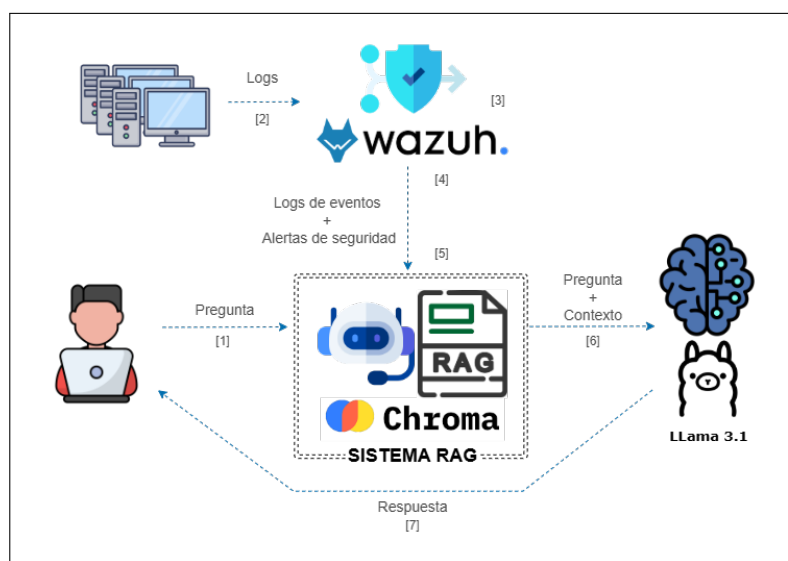 Logs
[2]
[3]
wazuh.
[4]
Logs de eventos
+
Alertas de seguridad
[5]
Pregunta
[1]
RAG
Chroma
SISTEMA RAG
Pregunta
+
Contexto
[6]
LLama 3.1
Respuesta
[7]